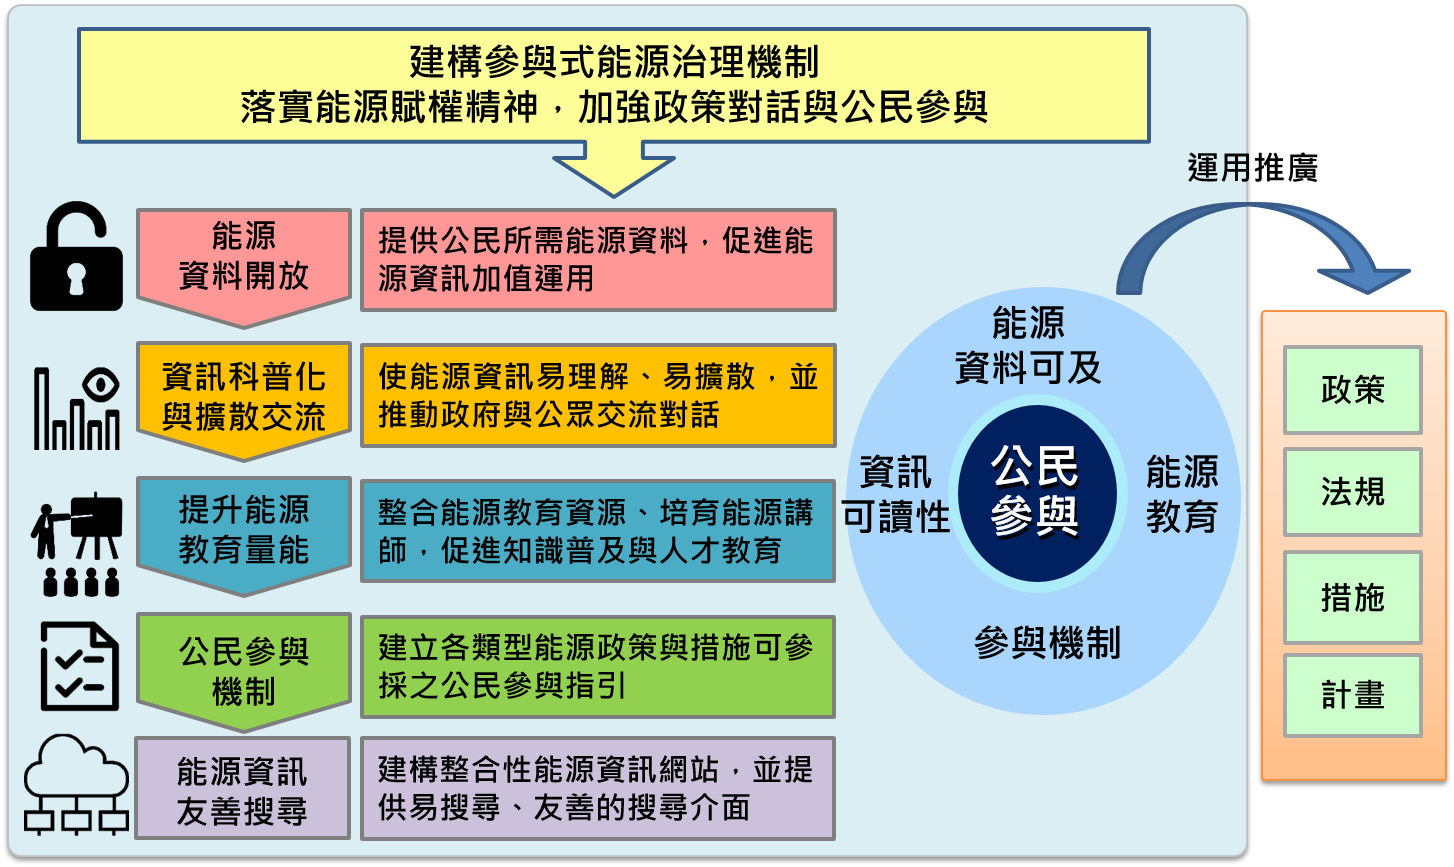 建構參與式能源治理機制
落實能源賦權精神，加強政策對話與公民參與
能源
資料開放
提供公民所需能源資料，促進能
源資訊加值運用
資訊科普化
與擴散交流
使能源資訊易理解、易擴散，並
推動政府與公眾交流對話
提升能源
教育量能
整合能源教育資源、培育能源講
師，促進知識普及與人才教育
公民參與
機制
建立各類型能源政策與措施可參
採之公民參與指引
能源資訊
友善搜尋
建構整合性能源資訊網站，並提
供易搜尋、友善的搜尋介面
能源
資料可及
資訊
可讀性
公民
參與
能源
教育
參與機制
運用推廣
政策
法規
措施
計畫